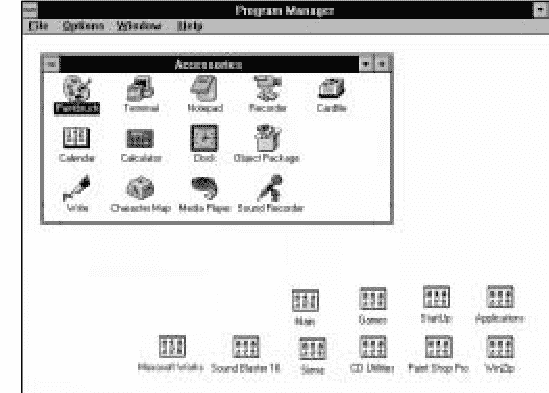 Program Manager
File Options Window Help
Accessories
Paintbrush Terminal Notepad Recorder Cardfile
Calendar Calculator Clock Object Package
Write Character Map Media Player Sound Recorder
Main Games StartUp Applications
Microsoft Works Sound Blaster 16 Sierra CD Utilities Paint Shop Pro WinZip